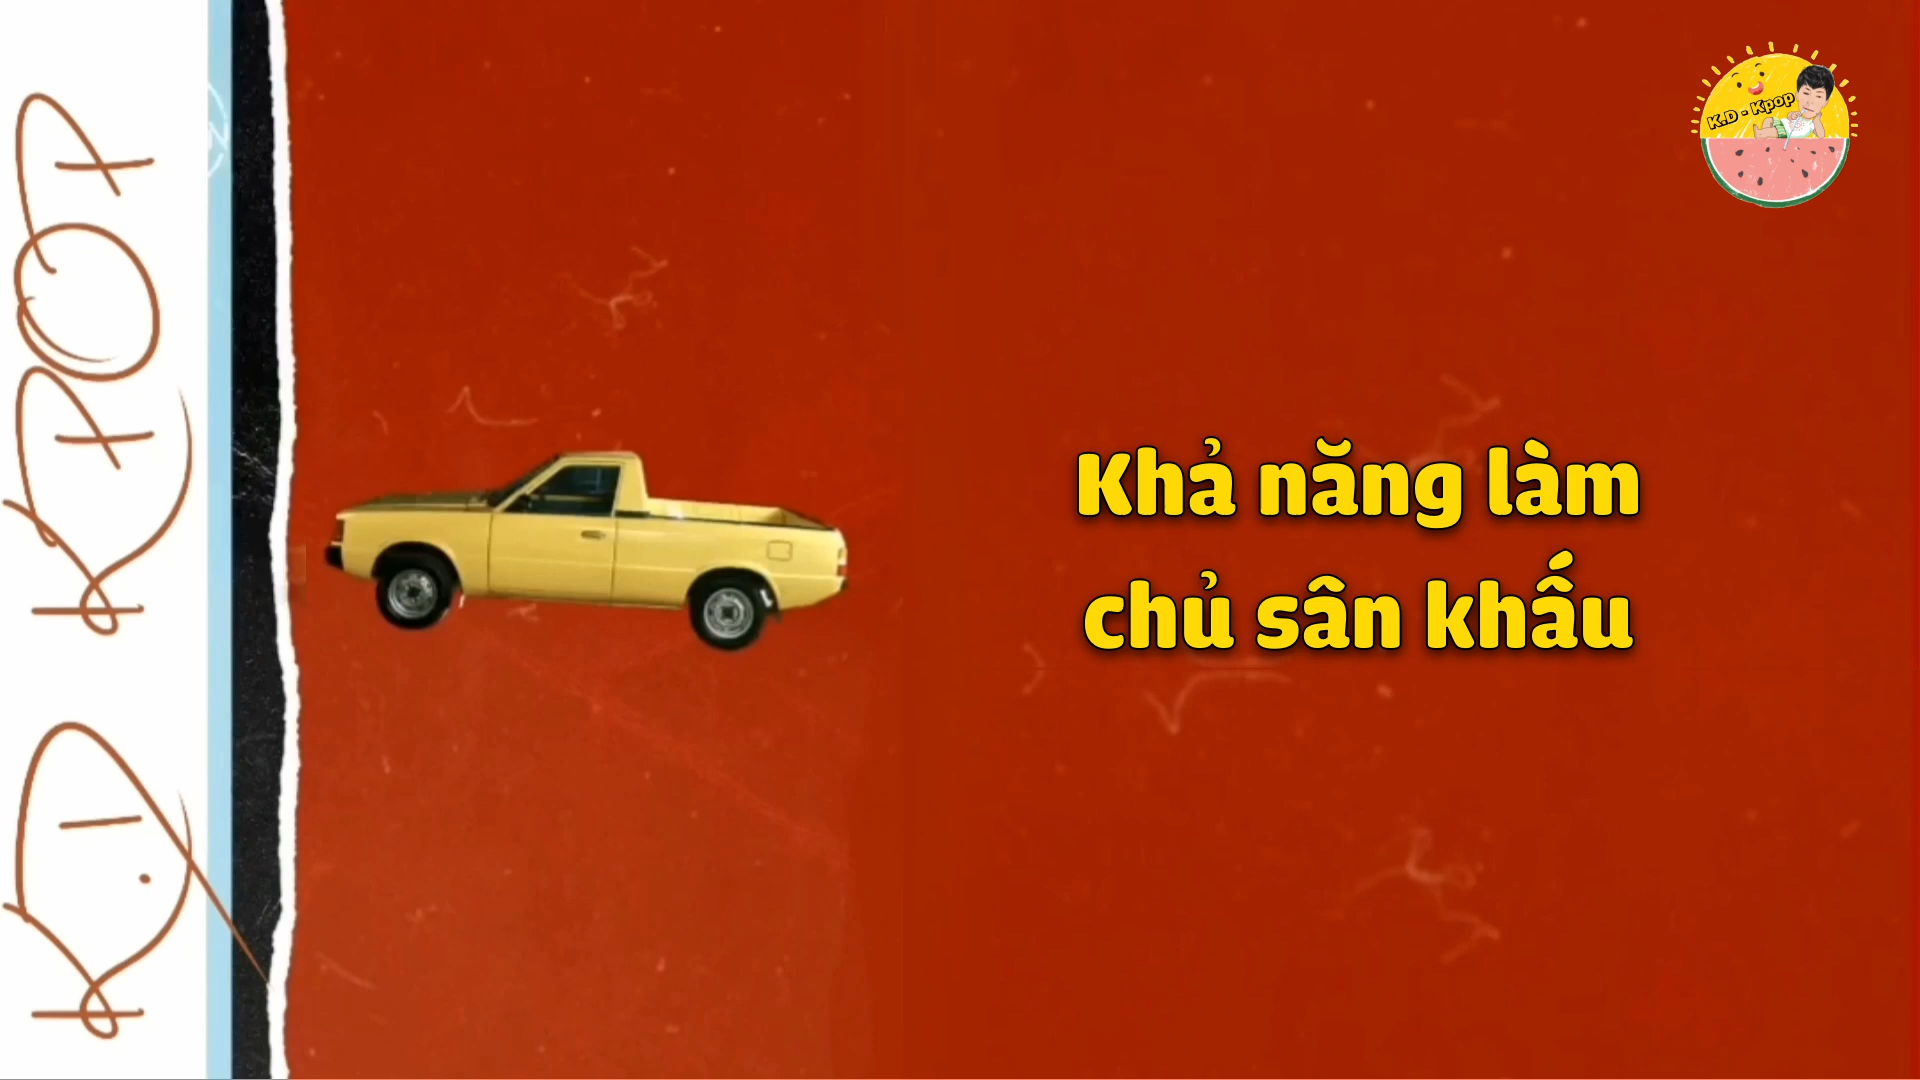 K.D KPOP
K.D - Kpop
Khả năng làm
chủ sân khấu